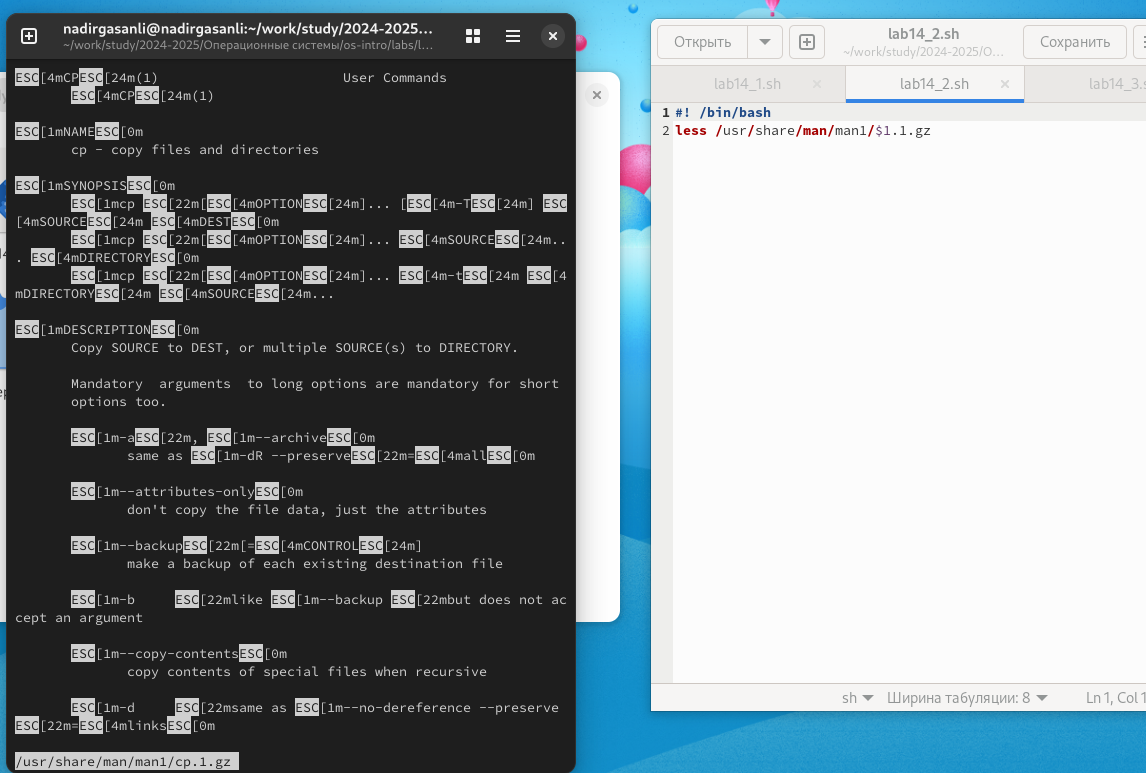 nadirgasanli@nadirgasanli:~/work/study/2024-2025...
~/work/study/2024-2025/Операционные системы/os-intro/labs/l...
ESC[4mCPESC[24m(1)                       User Commands
       ESC[4mCPESC[24m(1)
ESC[1mNAMEESC[0m
       cp - copy files and directories
ESC[1mSYNOPSISESC[0m
       ESC[1mcp ESC[22m[ESC[4mOPTIONESC[24m]... [ESC[4m-TESC[24m] ESC
[4mSOURCEESC[24m ESC[4mDESTESC[0m
       ESC[1mcp ESC[22m[ESC[4mOPTIONESC[24m]... ESC[4mSOURCEESC[24m..
. ESC[4mDIRECTORYESC[0m
       ESC[1mcp ESC[22m[ESC[4mOPTIONESC[24m]... ESC[4m-tESC[24m ESC[4
mDIRECTORYESC[24m ESC[4mSOURCEESC[24m...
ESC[1mDESCRIPTIONESC[0m
       Copy SOURCE to DEST, or multiple SOURCE(s) to DIRECTORY.
       Mandatory  arguments  to long options are mandatory for short
       options too.
       ESC[1m-aESC[22m, ESC[1m--archiveESC[0m
              same as ESC[1m-dR --preserveESC[22m=ESC[4mallESC[0m
       ESC[1m--attributes-onlyESC[0m
              don't copy the file data, just the attributes
       ESC[1m--backupESC[22m[=ESC[4mCONTROLESC[24m]
              make a backup of each existing destination file
       ESC[1m-b     ESC[22mlike ESC[1m--backup ESC[22mbut does not ac
cept an argument
       ESC[1m--copy-contentsESC[0m
              copy contents of special files when recursive
       ESC[1m-d     ESC[22msame as ESC[1m--no-dereference --preserve
ESC[22m=ESC[4mlinksESC[0m
/usr/share/man/man1/cp.1.gz
Открыть
lab14_2.sh
~/work/study/2024-2025/О...
Сохранить
lab14_1.sh
lab14_2.sh
lab14_3.s
1 #! /bin/bash
2 less /usr/share/man/man1/$1.1.gz
sh
Ширина табуляции: 8
Ln 1, Col 1